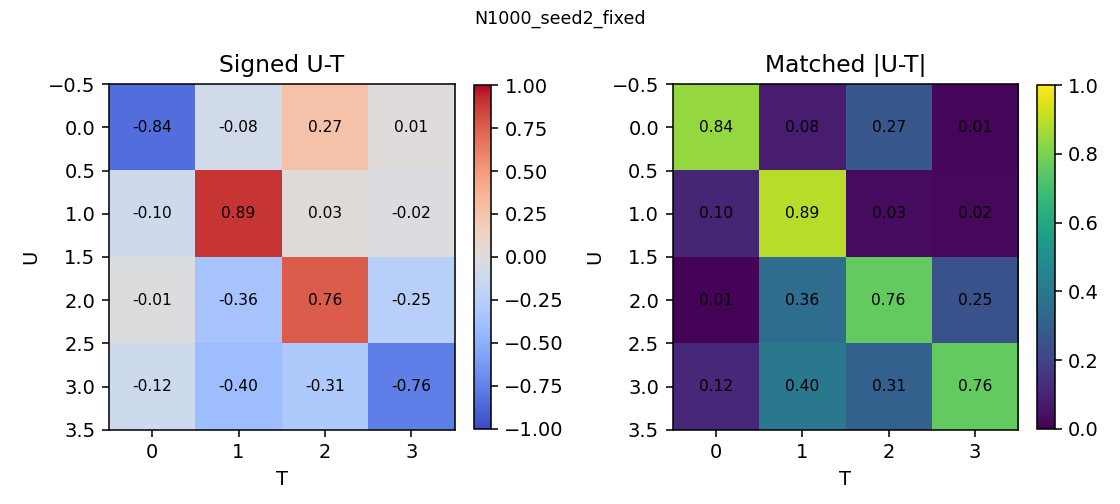 N1000_seed2_fixed
Signed U-T
−0.5
0.0
0.5
1.0
1.5
2.0
2.5
3.0
3.5
U
-0.84 -0.08 0.27 0.01
-0.10 0.89 0.03 -0.02
-0.01 -0.36 0.76 -0.25
-0.12 -0.40 -0.31 -0.76
0 1 2 3
T
1.00
0.75
0.50
0.25
0.00
−0.25
−0.50
−0.75
−1.00
Matched |U-T|
−0.5
0.0
0.5
1.0
1.5
2.0
2.5
3.0
3.5
U
0.84 0.08 0.27 0.01
0.10 0.89 0.03 0.02
0.01 0.36 0.76 0.25
0.12 0.40 0.31 0.76
0 1 2 3
T
1.0
0.8
0.6
0.4
0.2
0.0